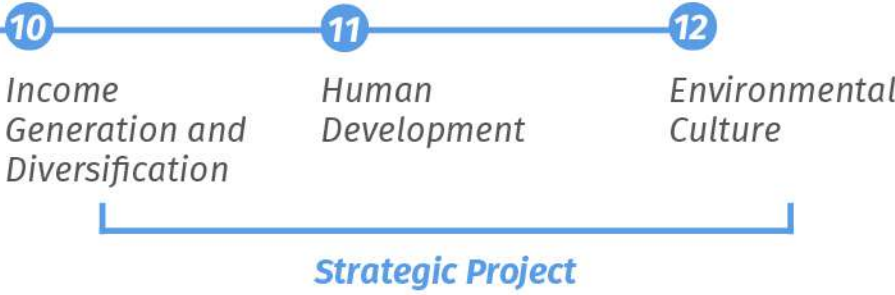 10
11
12
Income
Generation and
Diversification
Human
Development
Environmental
Culture
Strategic Project